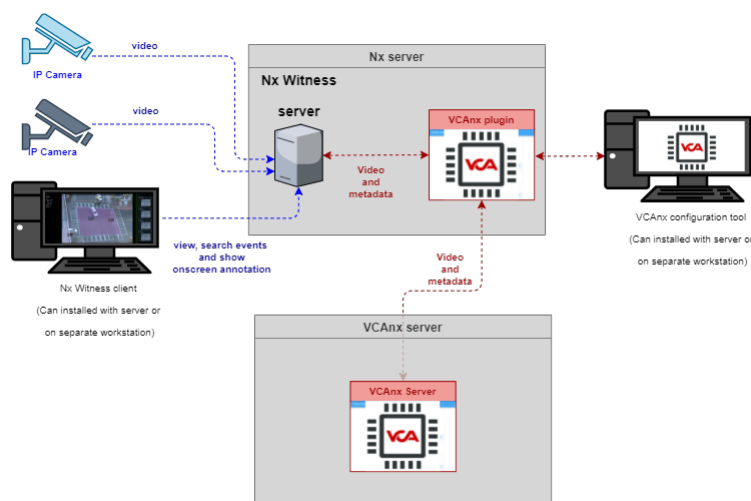 video
IP Camera
video
IP Camera
Nx server
Nx Witness
server
VCAnx plugin
VCA
Video
and
metadata
VCA
VCAnx configuration tool
(Can installed with server or
on separate workstation)
view, search events
and show
onscreen annotation
Nx Witness client
(Can installed with server or
on separate workstation)
Video
and
metadata
VCAnx server
VCAnx Server
VCA